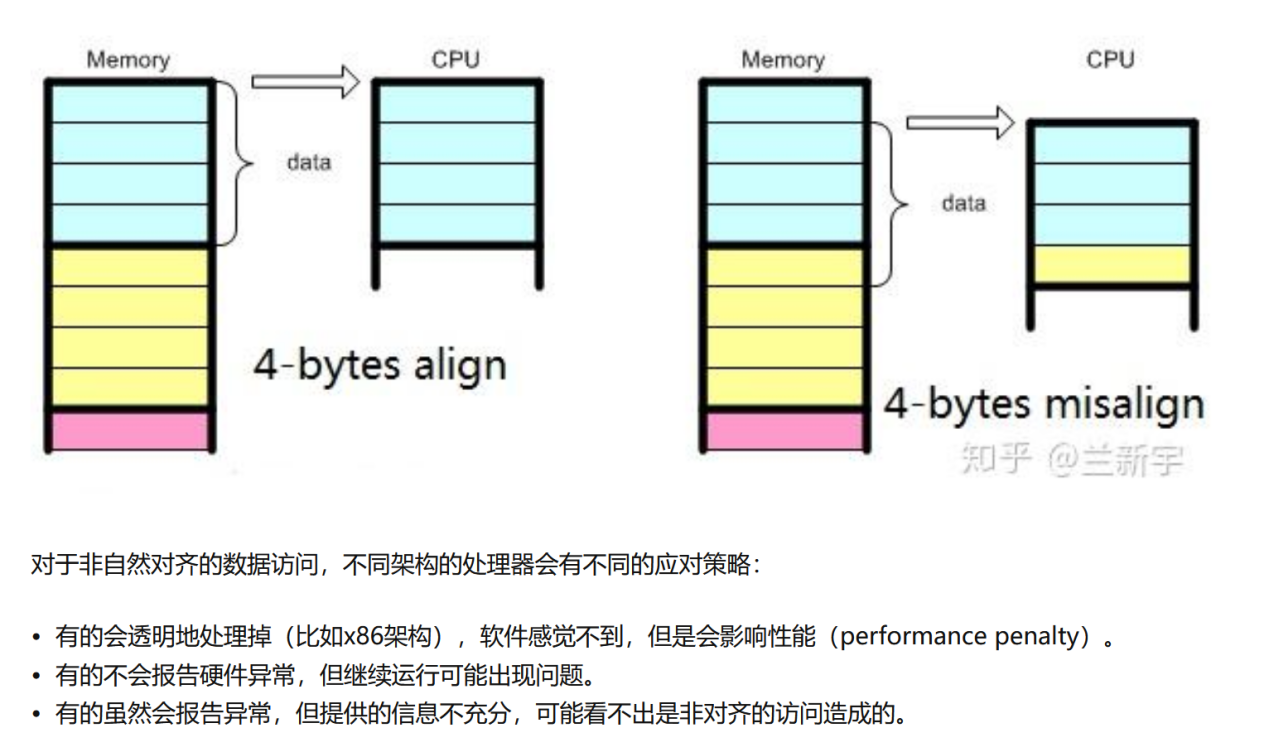 Memory
CPU
data
4-bytes align
Memory
CPU
data
4-bytes misalign
知乎 @兰新宇
对于非自然对齐的数据访问，不同架构的处理器会有不同的应对策略：
• 有的会透明地处理掉（比如x86架构），软件感觉不到，但是会影响性能（performance penalty）。
• 有的不会报告硬件异常，但继续运行可能出现问题。
• 有的虽然会报告异常，但提供的信息不充分，可能看不出是非对齐的访问造成的。